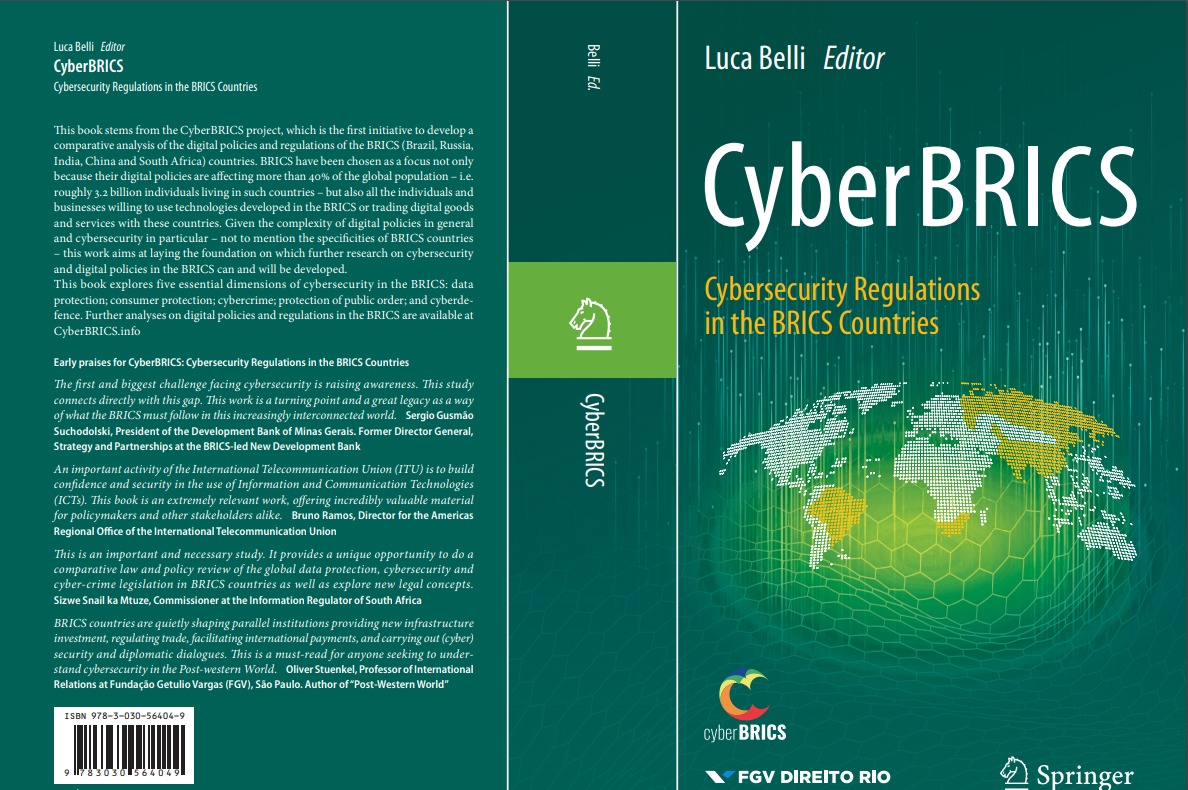 Luca Belli Editor
CyberBRICS
Cybersecurity Regulations in the BRICS Countries
This book stems from the CyberBRICS project, which is the first initiative to develop a
comparative analysis of the digital policies and regulations of the BRICS (Brazil, Russia,
India, China and South Africa) countries. BRICS have been chosen as a focus not only
because their digital policies are affecting more than 40% of the global population – i.e.
roughly 3.2 billion individuals living in such countries – but also all the individuals and
businesses willing to use technologies developed in the BRICS or trading digital goods
and services with these countries. Given the complexity of digital policies in general
and cybersecurity in particular – not to mention the specificities of BRICS countries
– this work aims at laying the foundation on which further research on cybersecurity
and digital policies in the BRICS can and will be developed.
This book explores five essential dimensions of cybersecurity in the BRICS: data
protection; consumer protection; cybercrime; protection of public order; and cyberde-
fence. Further analyses on digital policies and regulations in the BRICS are available at
CyberBRICS.info
Early praises for CyberBRICS: Cybersecurity Regulations in the BRICS Countries
The first and biggest challenge facing cybersecurity is raising awareness. This study
connects directly with this gap. This work is a turning point and a great legacy as a way
of what the BRICS must follow in this increasingly interconnected world. Sergio Gusmão
Suchodolski, President of the Development Bank of Minas Gerais. Former Director General,
Strategy and Partnerships at the BRICS-led New Development Bank
An important activity of the International Telecommunication Union (ITU) is to build
confidence and security in the use of Information and Communication Technologies
(ICTs). This book is an extremely relevant work, offering incredibly valuable material
for policymakers and other stakeholders alike. Bruno Ramos, Director for the Americas
Regional Office of the International Telecommunication Union
This is an important and necessary study. It provides a unique opportunity to do a
comparative law and policy review of the global data protection, cybersecurity and
cyber-crime legislation in BRICS countries as well as explore new legal concepts.
Sizwe Snail ka Mtuze, Commissioner at the Information Regulator of South Africa
BRICS countries are quietly shaping parallel institutions providing new infrastructure
investment, regulating trade, facilitating international payments, and carrying out (cyber)
security and diplomatic dialogues. This is a must-read for anyone seeking to under-
stand cybersecurity in the Post-western World. Oliver Stuenkel, Professor of International
Relations at Fundação Getulio Vargas (FGV), São Paulo. Author of “Post-Western World”
ISBN 978-3-030-56404-9
9 783030 564049
Belli Ed.
CyberBRICS
Luca Belli Editor
CyberBRICS
Cybersecurity Regulations
in the BRICS Countries
cyberBRICS
FGV DIREITO RIO
Springer